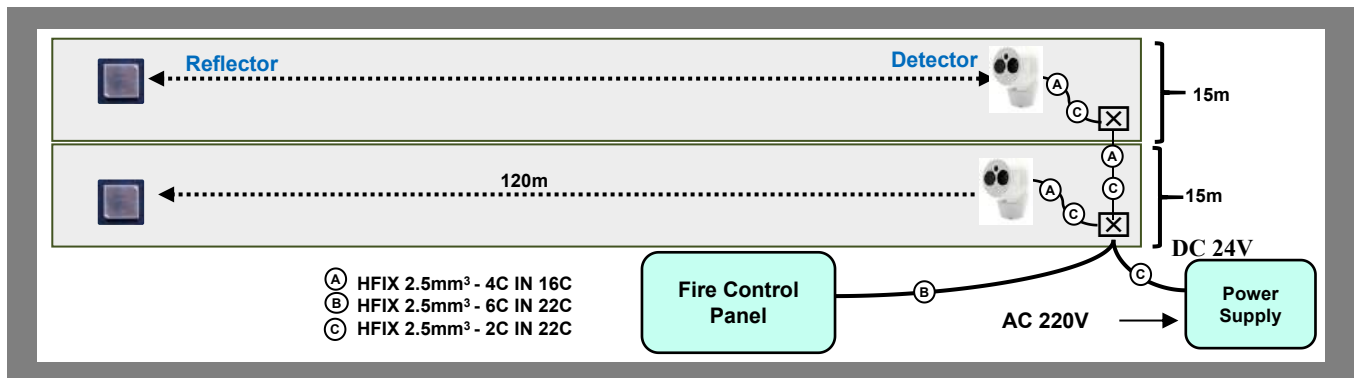 Reflector
Detector
A
C
15m
A
120m
A
C
C
15m
DC 24V
A HFIX 2.5mm³ - 4C IN 16C
B HFIX 2.5mm³ - 6C IN 22C
C HFIX 2.5mm³ - 2C IN 22C
Fire Control
Panel
B
C
AC 220V
Power
Supply